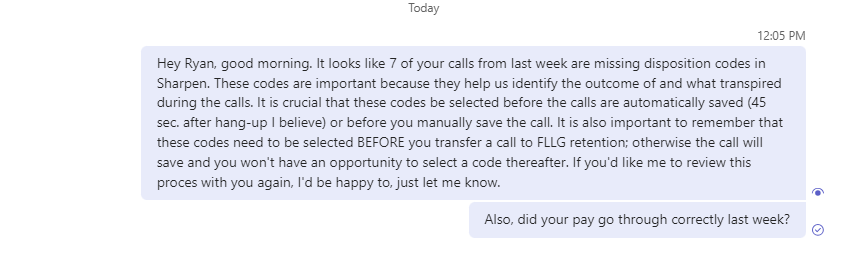 Today
12:05 PM
Hey Ryan, good morning. It looks like 7 of your calls from last week are missing disposition codes in
Sharpen. These codes are important because they help us identify the outcome of and what transpired
during the calls. It is crucial that these codes be selected before the calls are automatically saved (45
sec. after hang-up I believe) or before you manually save the call. It is also important to remember that
these codes need to be selected BEFORE you transfer a call to FLLG retention; otherwise the call will
save and you won't have an opportunity to select a code thereafter. If you'd like me to review this
proces with you again, I'd be happy to, just let me know.
Also, did your pay go through correctly last week?